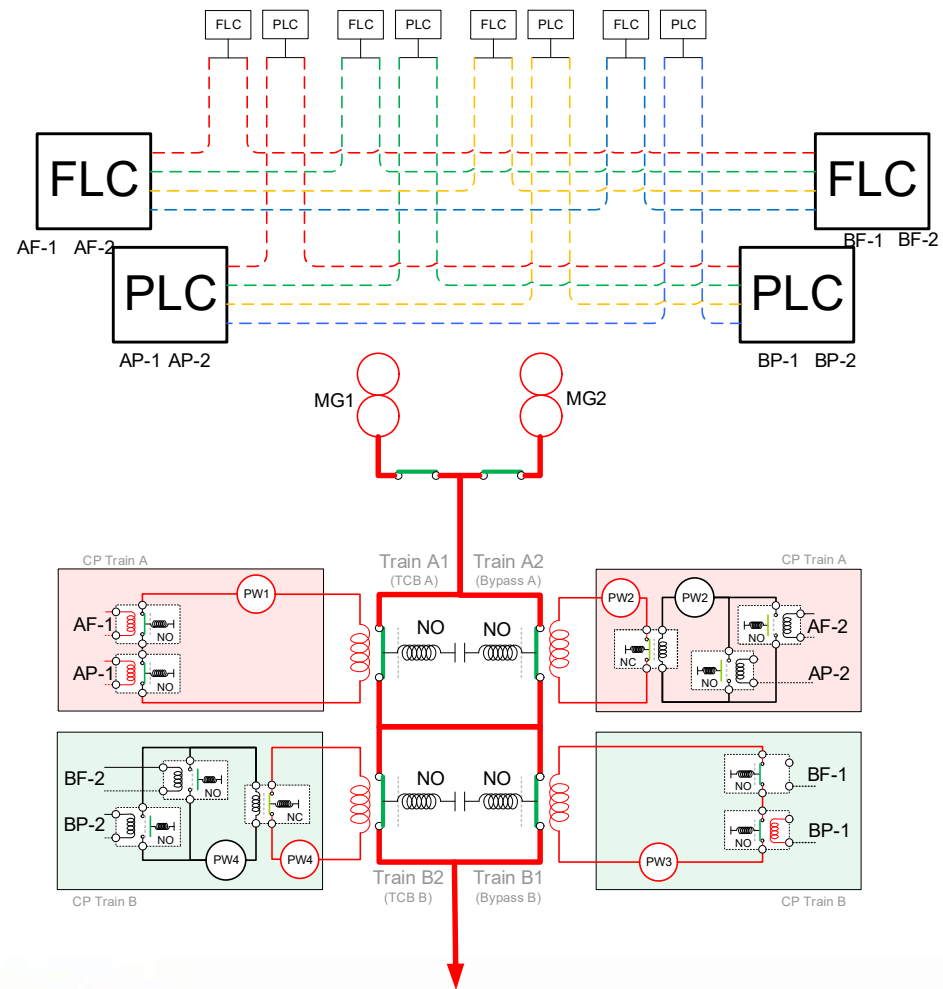 FLC
PLC
FLC
PLC
FLC
PLC
FLC
PLC
FLC
FLC
AF-1 AF-2
BF-1 BF-2
PLC
PLC
AP-1 AP-2
BP-1 BP-2
MG1
MG2
CP Train A
Train A1
(TCB A)
Train A2
(Bypass A)
CP Train A
PW1
AF-1
NO
AP-1
NO
NO
NO
PW2
PW2
NC
NO
AF-2
NO
AP-2
BF-2
NO
BP-2
NO
NC
PW4
PW4
NO
NO
NO
BF-1
NO
BP-1
PW3
CP Train B
Train B2
(TCB B)
Train B1
(Bypass B)
CP Train B